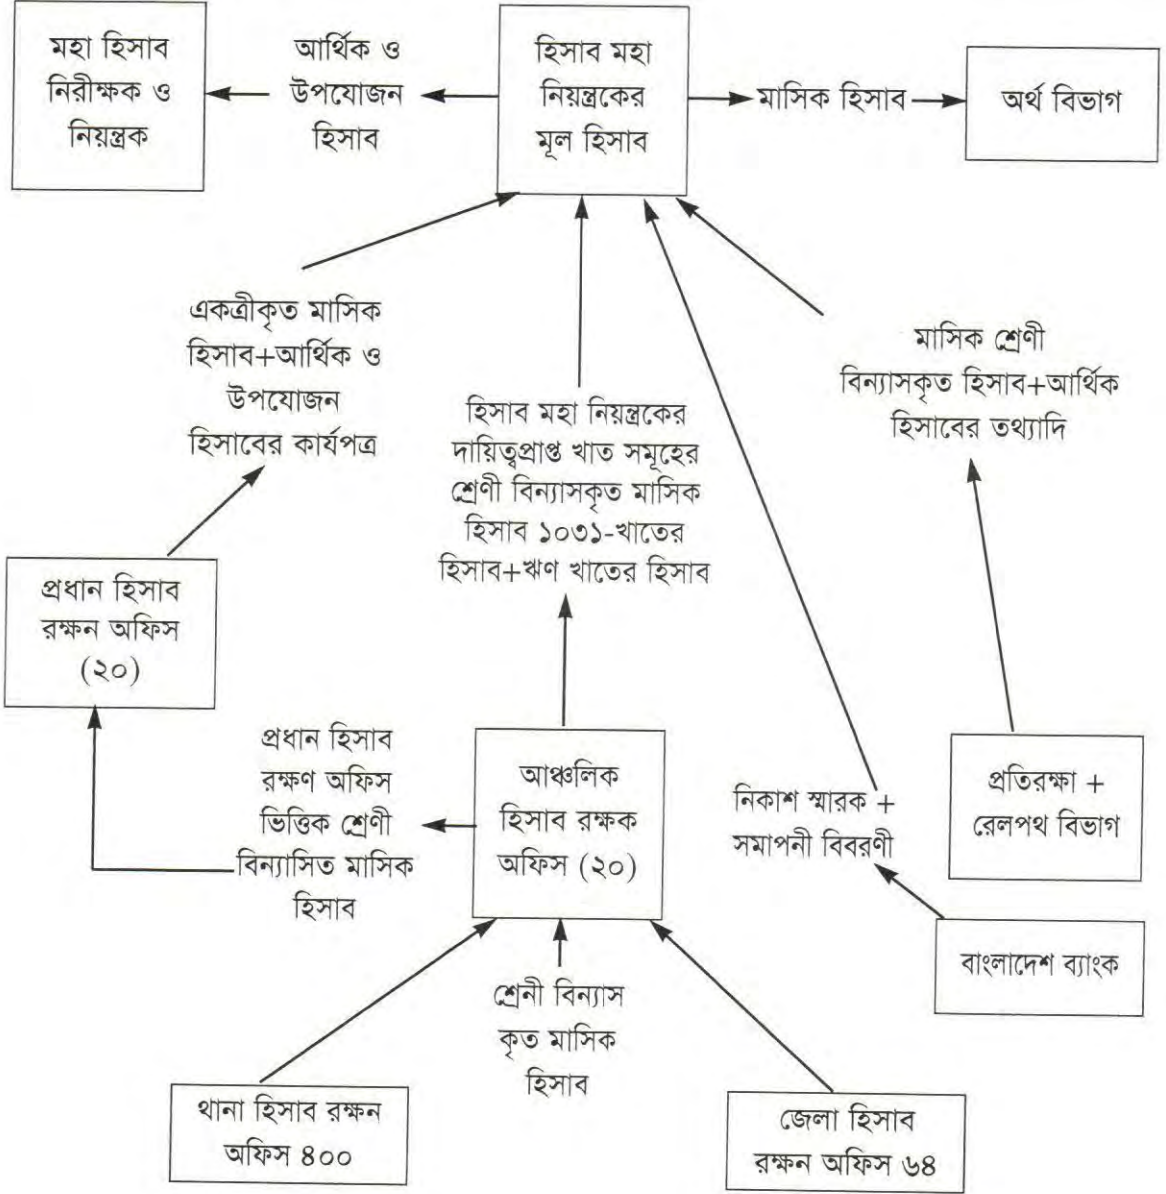 মহা হিসাব
নিরীক্ষক ও
নিয়ন্ত্রক
আর্থিক ও
উপযোজন
হিসাব
হিসাব মহা
নিয়ন্ত্রকের
মূল হিসাব
মাসিক হিসাব
অর্থ বিভাগ
একত্রীকৃত মাসিক
হিসাব+আর্থিক ও
উপযোজন
হিসাবের কার্যপত্র
মাসিক শ্রেণী
বিন্যাসকৃত হিসাব+আর্থিক
হিসাবের তথ্যাদি
হিসাব মহা নিয়ন্ত্রকের
দায়িত্বপ্রাপ্ত খাত সমূহের
শ্রেণী বিন্যাসকৃত মাসিক
হিসাব ১০৩১-খাতের
হিসাব+ঋণ খাতের হিসাব
প্রধান হিসাব
রক্ষন অফিস
(২০)
প্রধান হিসাব
রক্ষণ অফিস
ভিত্তিক শ্রেণী
বিন্যাসিত মাসিক
হিসাব
আঞ্চলিক
হিসাব রক্ষক
অফিস (২০)
নিকাশ স্মারক +
সমাপনী বিবরণী
প্রতিরক্ষা +
রেলপথ বিভাগ
বাংলাদেশ ব্যাংক
শ্রেনী বিন্যাস
কৃত মাসিক
হিসাব
থানা হিসাব রক্ষন
অফিস ৪০০
জেলা হিসাব
রক্ষন অফিস ৬৪